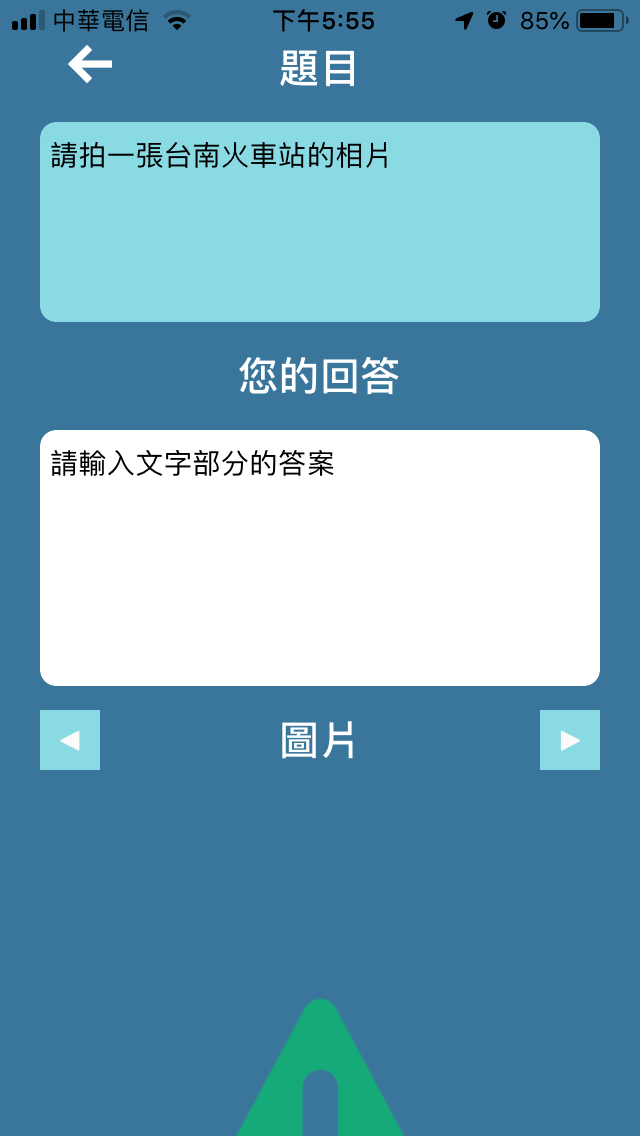 中華電信 下午5:55 85%
題目
請拍一張台南火車站的相片
您的回答
請輸入文字部分的答案
圖片